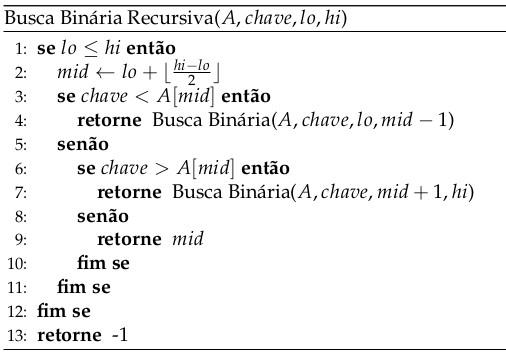 Busca Binária Recursiva(A, chave, lo, hi)
1: se lo ≤ hi então
2: mid ← lo + ⌊(hi−lo)/2⌋
3: se chave < A[mid] então
4: retorne Busca Binária(A, chave, lo, mid − 1)
5: senão
6: se chave > A[mid] então
7: retorne Busca Binária(A, chave, mid + 1, hi)
8: senão
9: retorne mid
10: fim se
11: fim se
12: fim se
13: retorne -1